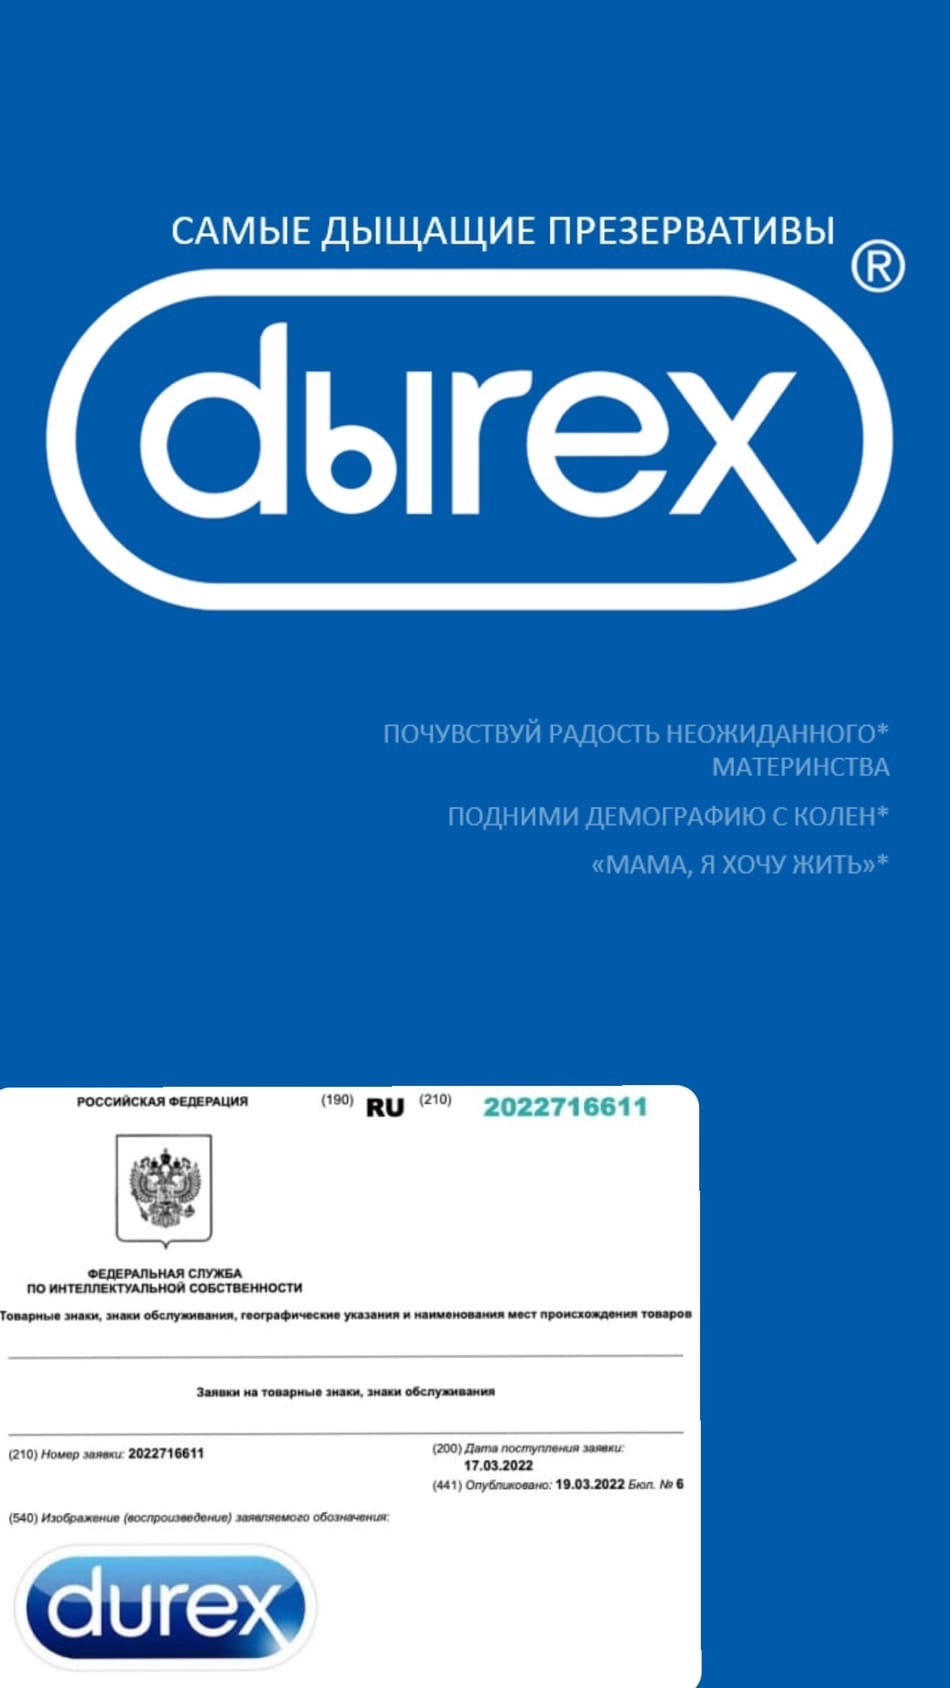 САМЫЕ ДЫЩАЩИЕ ПРЕЗЕРВАТИВЫ
®
dыrex
ПОЧУВСТВУЙ РАДОСТЬ НЕОЖИДАННОГО*
МАТЕРИНСТВА
ПОДНИМИ ДЕМОГРАФИЮ С КОЛЕН*
«МАМА, Я ХОЧУ ЖИТЬ»*
РОССИЙСКАЯ ФЕДЕРАЦИЯ (190) RU (210) 2022716611
ФЕДЕРАЛЬНАЯ СЛУЖБА
ПО ИНТЕЛЛЕКТУАЛЬНОЙ СОБСТВЕННОСТИ
Товарные знаки, знаки обслуживания, географические указания и наименования мест происхождения товаров
Заявки на товарные знаки, знаки обслуживания
(210) Номер заявки: 2022716611
(200) Дата поступления заявки:
17.03.2022
(441) Опубликовано: 19.03.2022 Бюл. № 6
(540) Изображение (воспроизведение) заявляемого обозначения:
durex